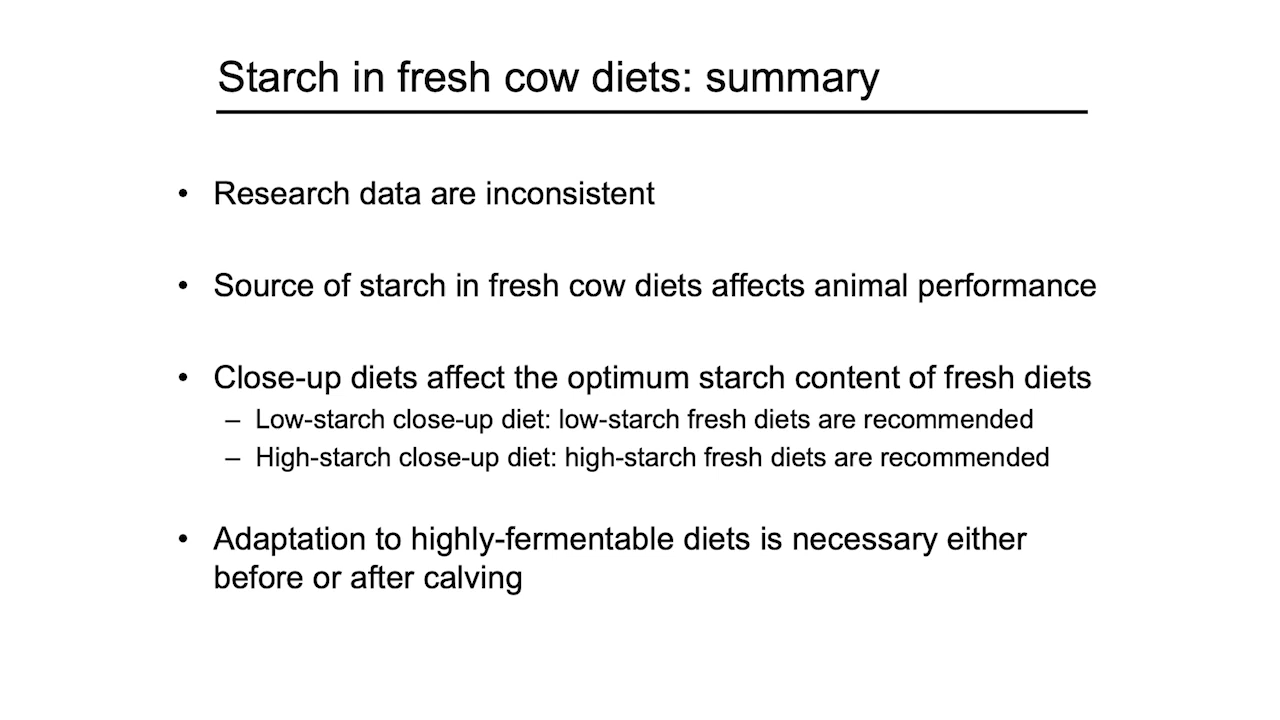 Starch in fresh cow diets: summary
• Research data are inconsistent
• Source of starch in fresh cow diets affects animal performance
• Close-up diets affect the optimum starch content of fresh diets
– Low-starch close-up diet: low-starch fresh diets are recommended
– High-starch close-up diet: high-starch fresh diets are recommended
• Adaptation to highly-fermentable diets is necessary either
before or after calving